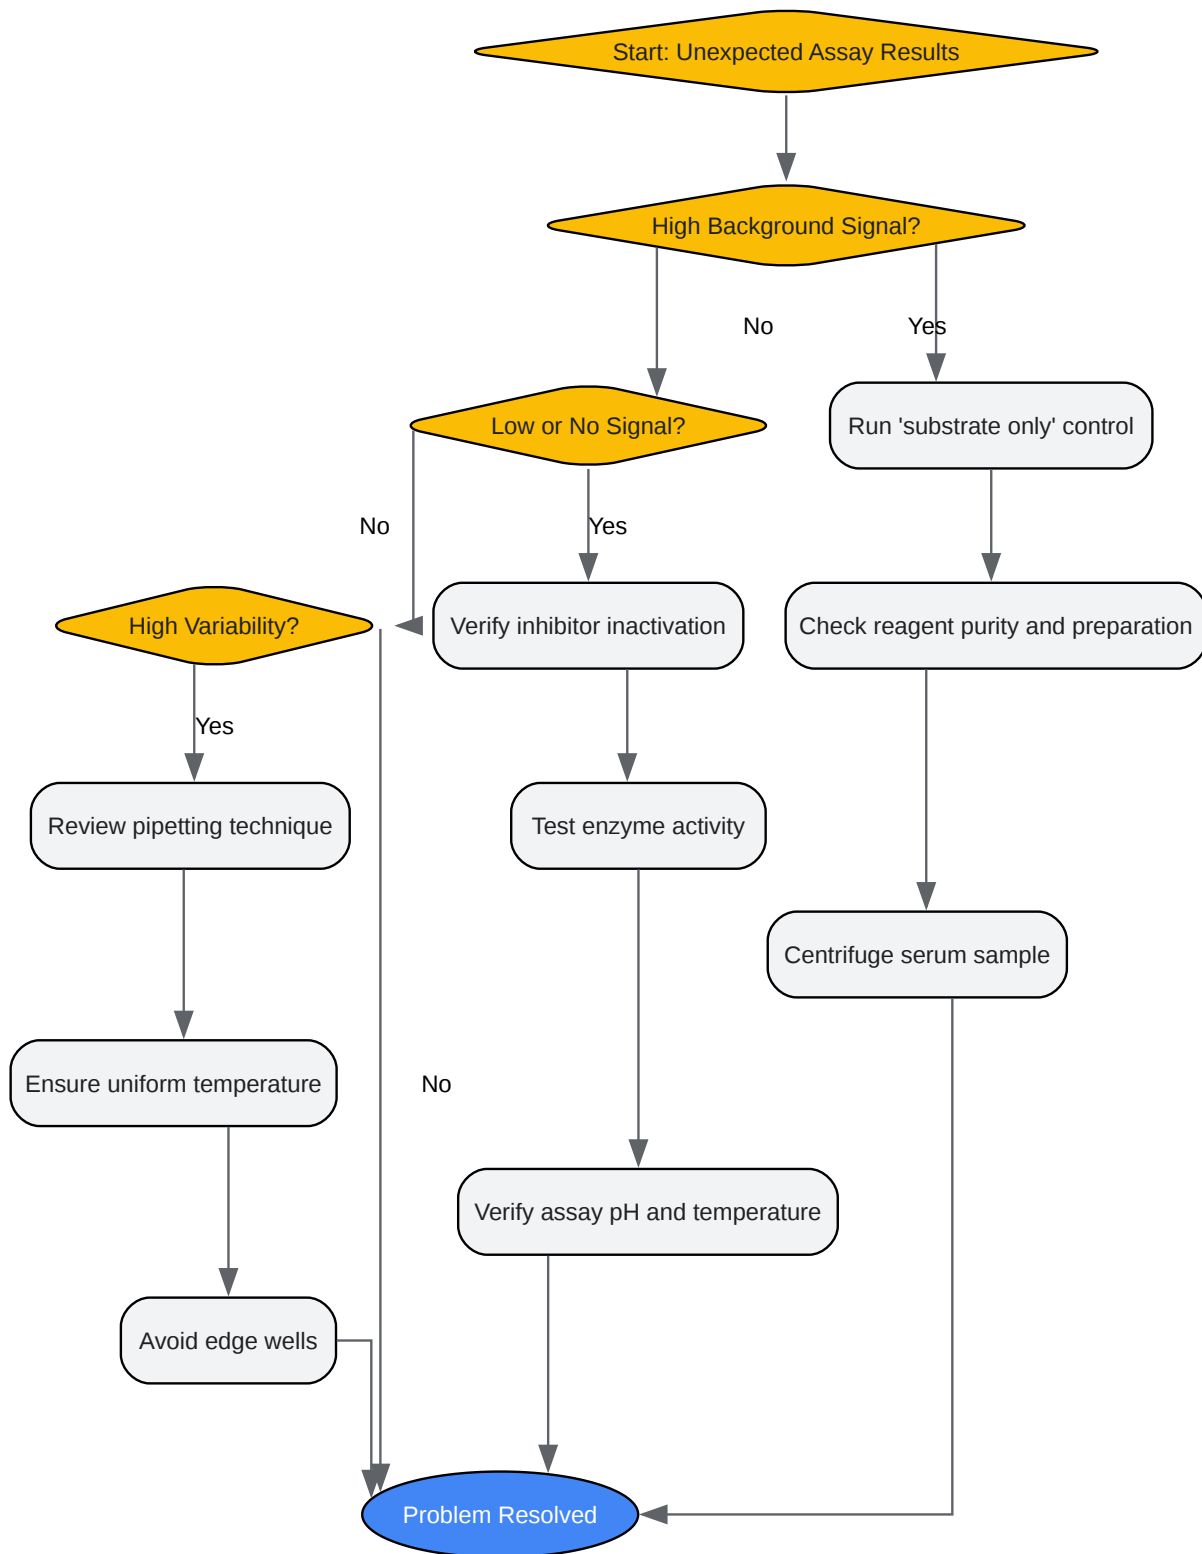 Start: Unexpected Assay Results
High Background Signal?
No
Yes
Low or No Signal?
Run 'substrate only' control
No
Yes
High Variability?
Verify inhibitor inactivation
Check reagent purity and preparation
Yes
Review pipetting technique
Test enzyme activity
Centrifuge serum sample
Ensure uniform temperature
No
Verify assay pH and temperature
Avoid edge wells
Problem Resolved